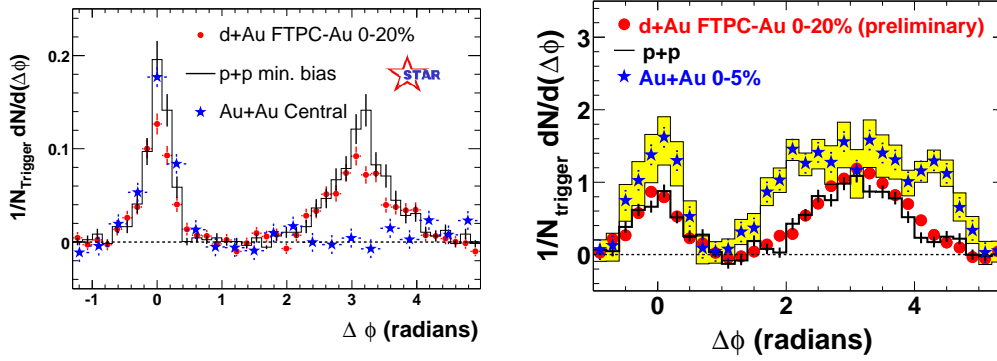 1/N_Trigger dN/d(Δφ)
0.2
0.1
0
d+Au FTPC-Au 0-20%
p+p min. bias
Au+Au Central
STAR
-1 0 1 2 3 4
Δ φ (radians)
1/N_trigger dN/d(Δφ)
3
2
1
0
d+Au FTPC-Au 0-20% (preliminary)
p+p
Au+Au 0-5%
0 2 4
Δφ (radians)